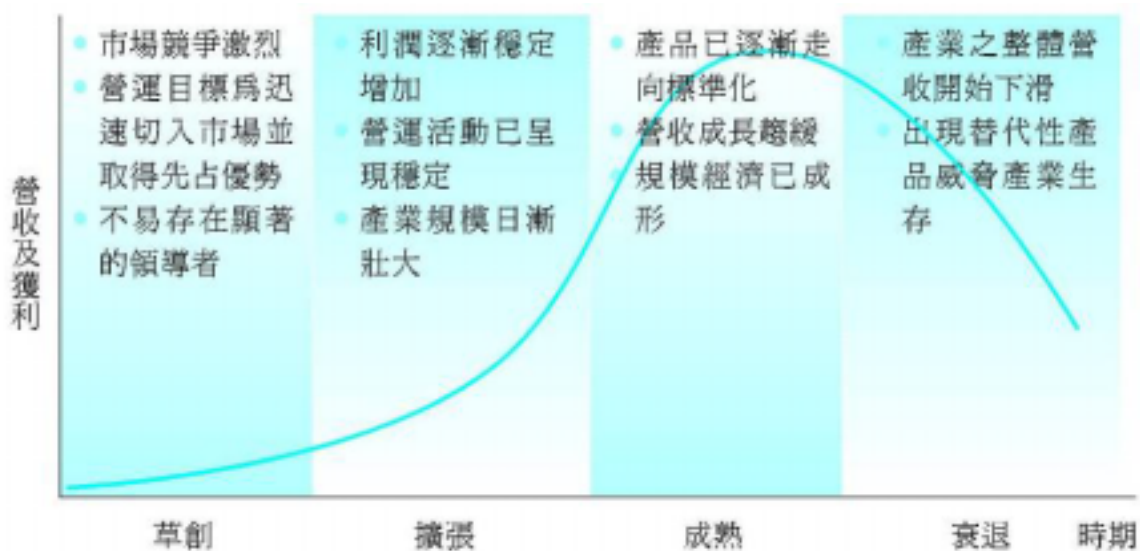 • 市場競爭激烈
• 營運目標為迅
速切入市場並
取得先占優勢
• 不易存在顯著
的領導者
• 利潤逐漸穩定
增加
• 營運活動已呈
現穩定
• 產業規模日漸
壯大
• 產品已逐漸走
向標準化
• 營收成長趨緩
• 規模經濟已成
形
• 產業之整體營
收開始下滑
• 出現替代性產
品威脅產業生
存
營收及獲利
草創
擴張
成熟
衰退
時期